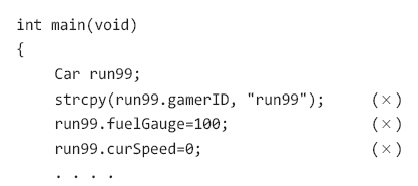 int main(void)
{
    Car run99;
    strcpy(run99.gamerID, "run99");    (×)
    run99.fuelGauge=100;    (×)
    run99.curSpeed=0;    (×)
    . . . .